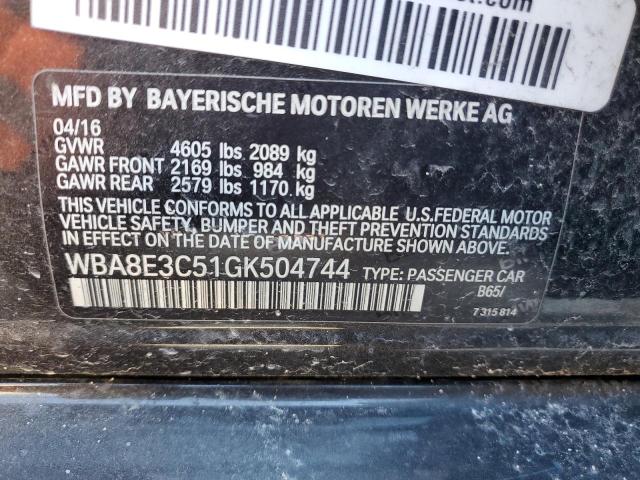 MFD BY BAYERISCHE MOTOREN WERKE AG
04/16
GVWR 4605 lbs 2089 kg
GAWR FRONT 2169 lbs 984 kg
GAWR REAR 2579 lbs 1170 kg
THIS VEHICLE CONFORMS TO ALL APPLICABLE U.S.FEDERAL MOTOR
VEHICLE SAFETY, BUMPER AND THEFT PREVENTION STANDARDS
IN EFFECT ON THE DATE OF MANUFACTURE SHOWN ABOVE.
WBA8E3C51GK504744 TYPE: PASSENGER CAR
B65/
7315814